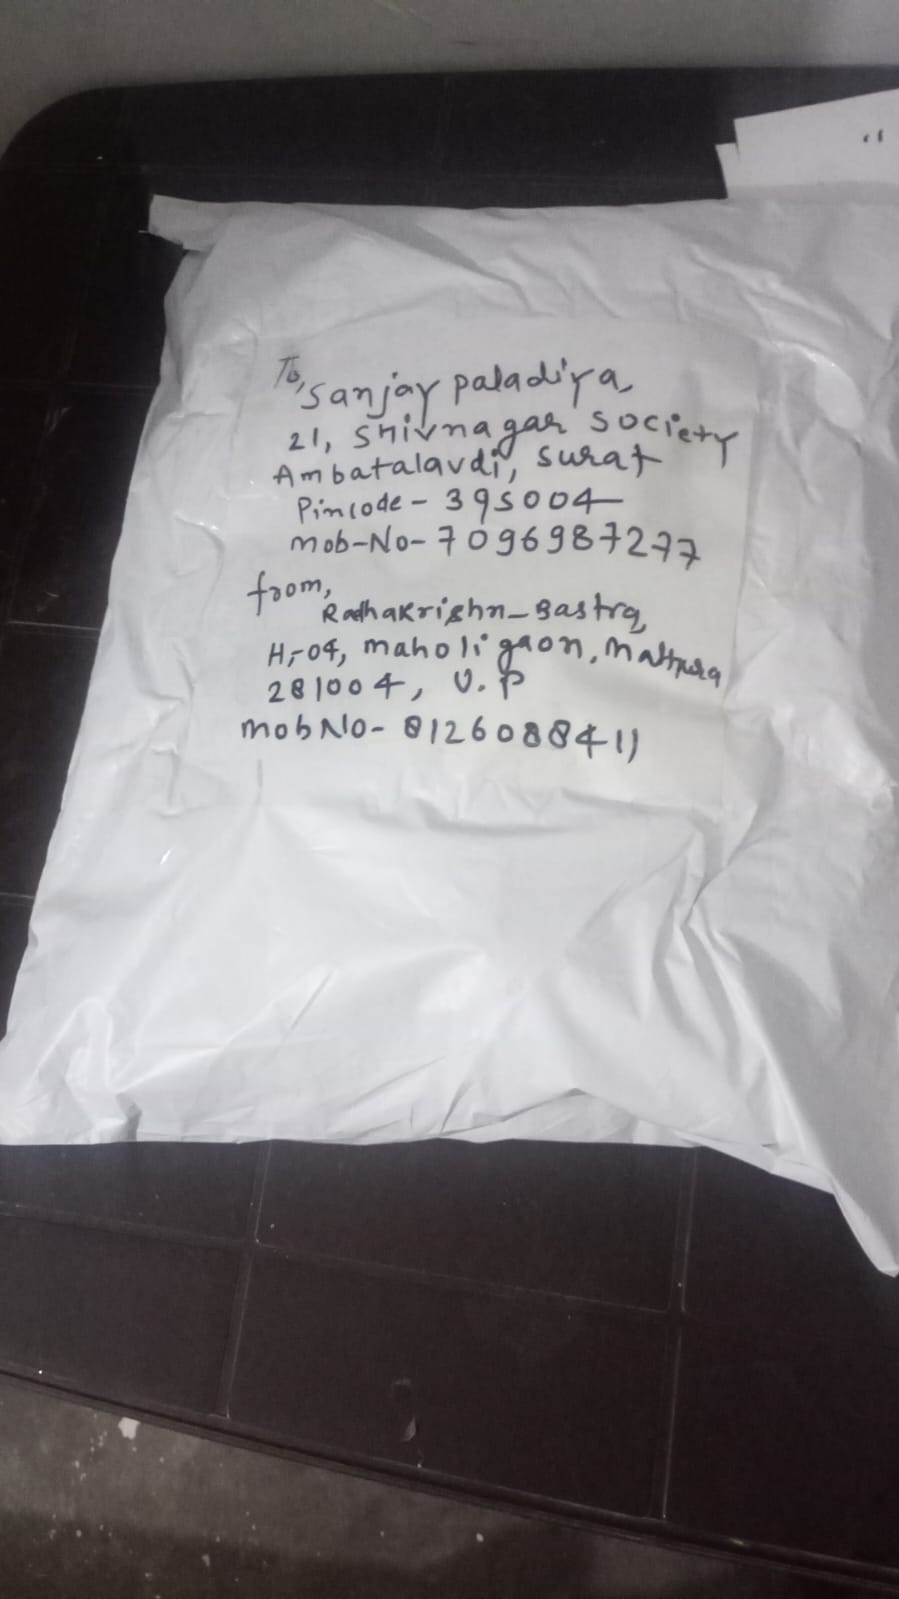 To,
Sanjay paladiya,
21, Shivnagar society
Ambatalavdi, surat
Pincode - 395004
mob-No- 7096987277
from,
Radhakrishn_Bastra,
H,-04, maholi gaon, Mathura
281004, U.P
mob No- 8126088411